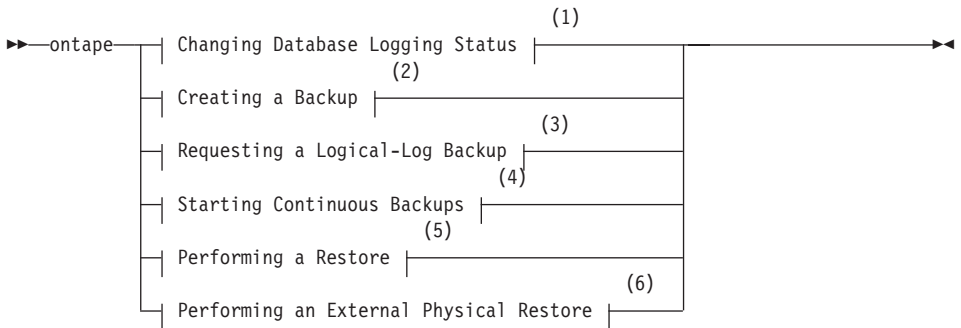 (1)
ontape Changing Database Logging Status
(2)
Creating a Backup
(3)
Requesting a Logical-Log Backup
(4)
Starting Continuous Backups
(5)
Performing a Restore
(6)
Performing an External Physical Restore